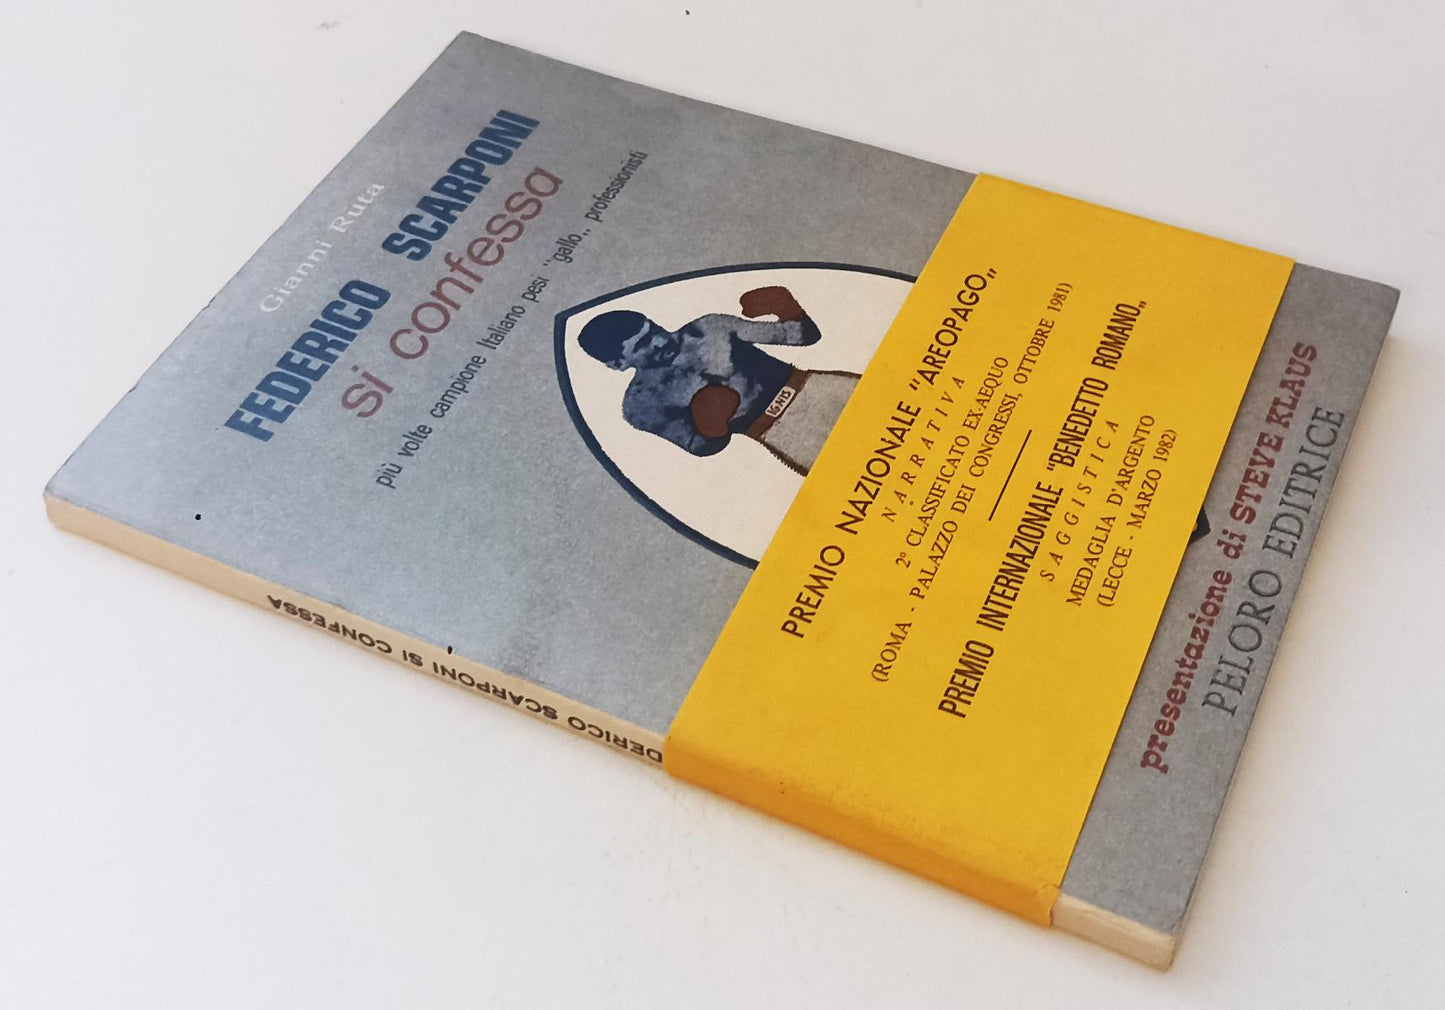 Gianni Ruta
FEDERICO SCARPONI
si confessa
più volte campione Italiano pesi "gallo,, professionisti
IGNIS
PREMIO NAZIONALE "AREOPAGO,,
NARRATIVA
2° CLASSIFICATO EX.AEQUO
(ROMA - PALAZZO DEI CONGRESSI, OTTOBRE 1981)
PREMIO INTERNAZIONALE "BENEDETTO ROMANO,,
SAGGISTICA
MEDAGLIA D'ARGENTO
(LECCE - MARZO 1982)
presentazione di STEVE KLAUS
PELORO EDITRICE
DERICO SCARPONI SI CONFESSA